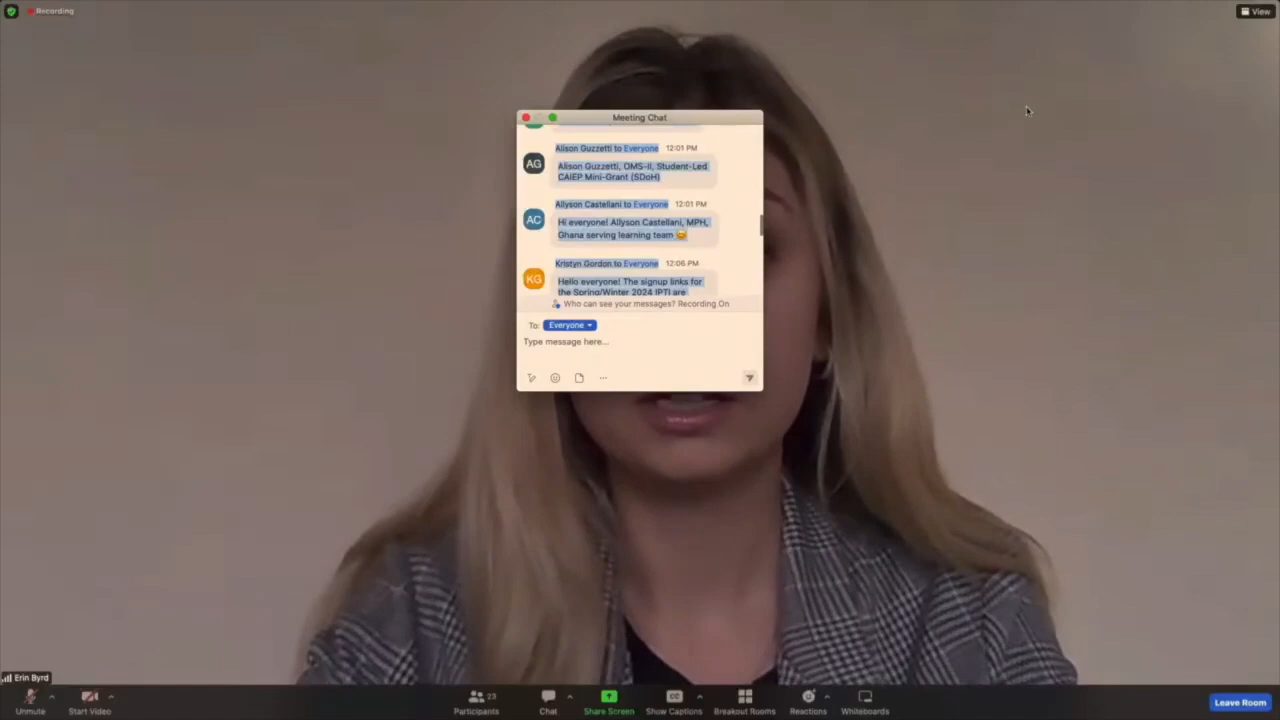 Recording
View
Meeting Chat
Alison Guzzetti to Everyone 12:01 PM
AG
Alison Guzzetti, OMS-II, Student-Led
CAIEP Mini-Grant (SDoH)
Allyson Castellani to Everyone 12:01 PM
AC
Hi everyone! Allyson Castellani, MPH,
Ghana serving learning team 😄
Kristyn Gordon to Everyone 12:06 PM
KG
Hello everyone! The signup links for
the Spring/Winter 2024 IPTI are
Who can see your messages? Recording On
To: Everyone
Type message here...
Erin Byrd
Unmute
Start Video
Participants 23
Chat
Share Screen
CC
Show Captions
Breakout Rooms
Reactions
Whiteboards
Leave Room